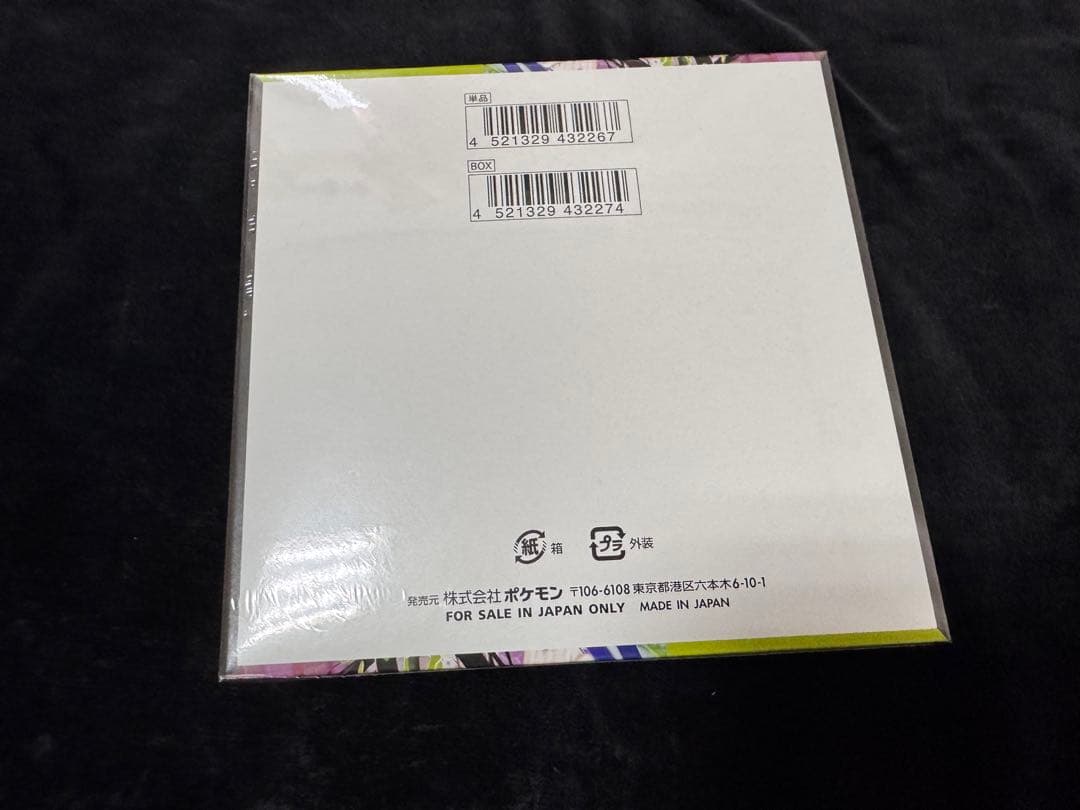 単品
4 521329 432267
BOX
4 521329 432274
紙 箱 プラ 外装
発売元 株式会社 ポケモン 〒106-6108 東京都港区六本木6-10-1
FOR SALE IN JAPAN ONLY MADE IN JAPAN